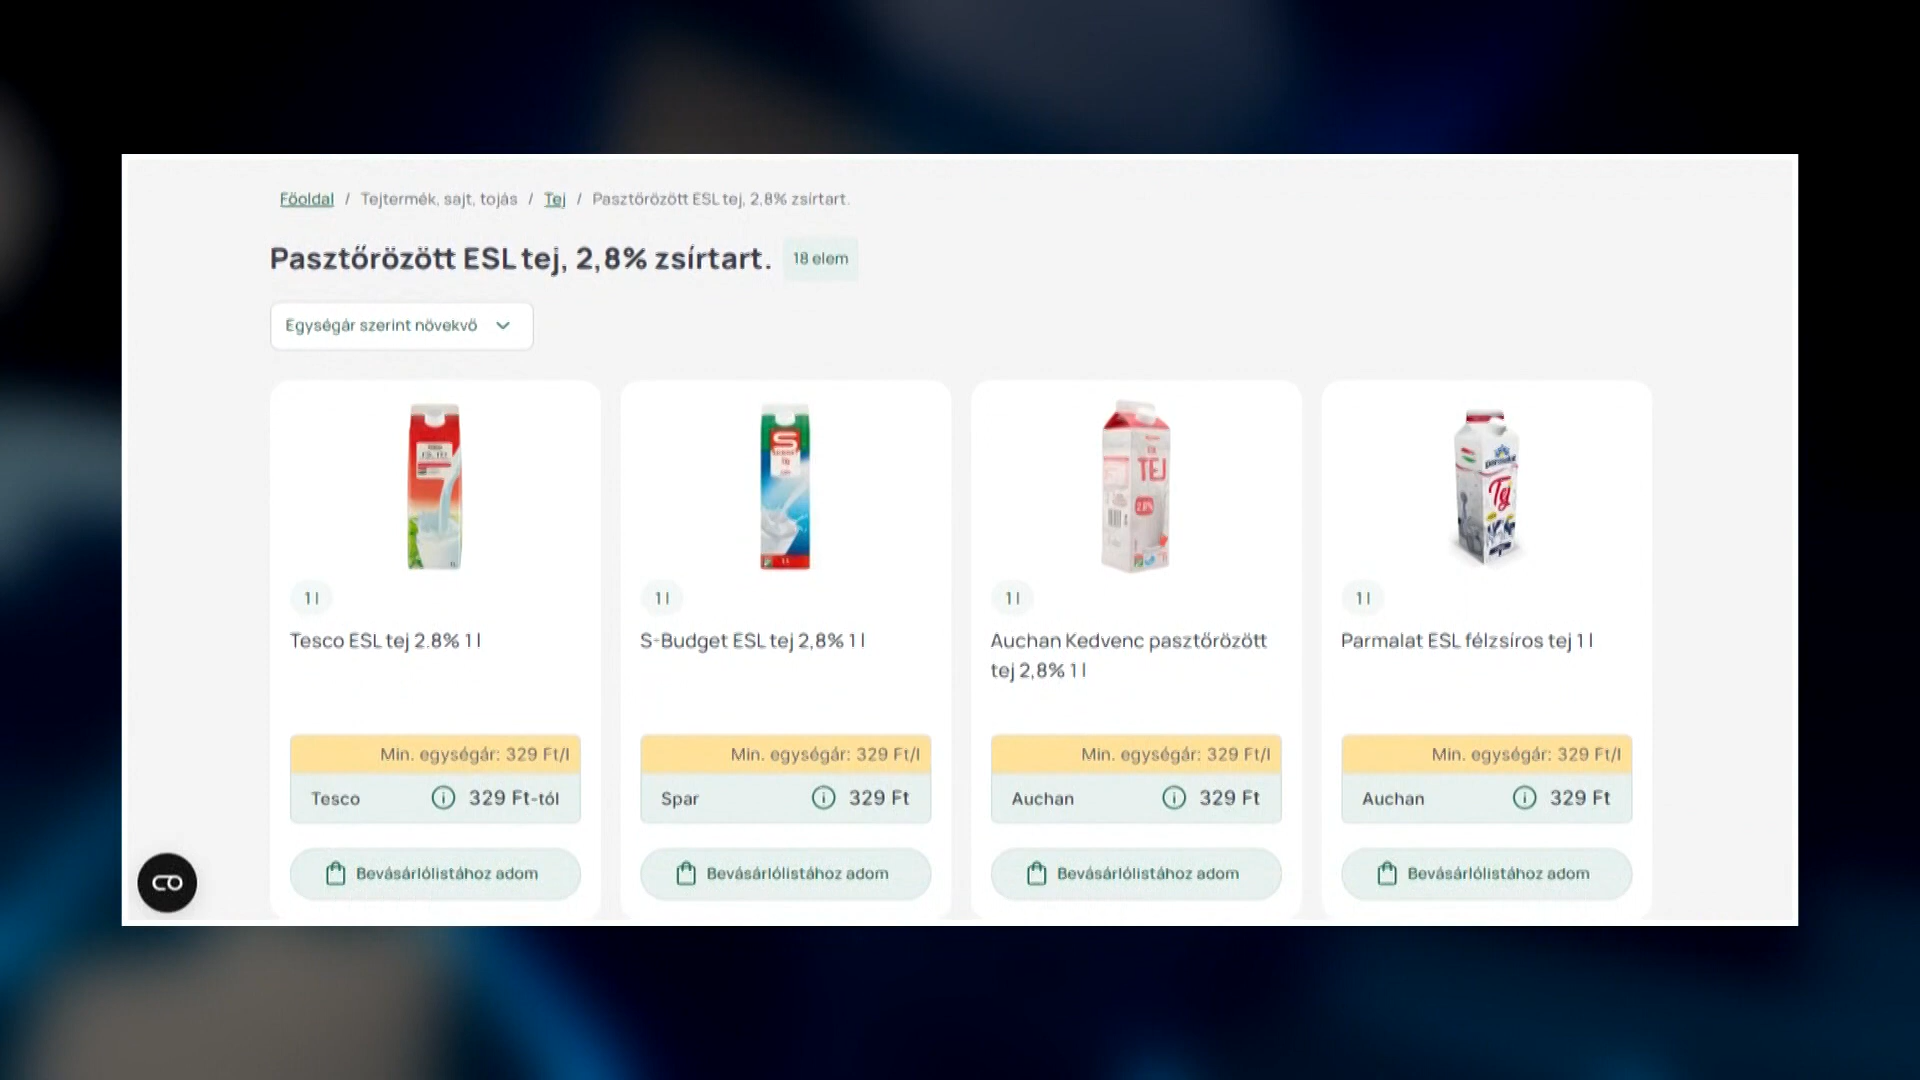 Főoldal / Tejtermék, sajt, tojás / Tej / Pasztőrözött ESL tej, 2,8% zsírtart.
Pasztőrözött ESL tej, 2,8% zsírtart. 18 elem
Egységár szerint növekvő
S
TEJ
2,8%
parmalat
Tej
1 l 1 l 1 l 1 l
Tesco ESL tej 2.8% 1 l
S-Budget ESL tej 2,8% 1 l
Auchan Kedvenc pasztőrözött
tej 2,8% 1 l
Parmalat ESL félzsíros tej 1 l
Min. egységár: 329 Ft/l
Tesco 329 Ft-tól
Bevásárlólistához adom
Min. egységár: 329 Ft/l
Spar 329 Ft
Bevásárlólistához adom
Min. egységár: 329 Ft/l
Auchan 329 Ft
Bevásárlólistához adom
Min. egységár: 329 Ft/l
Auchan 329 Ft
Bevásárlólistához adom